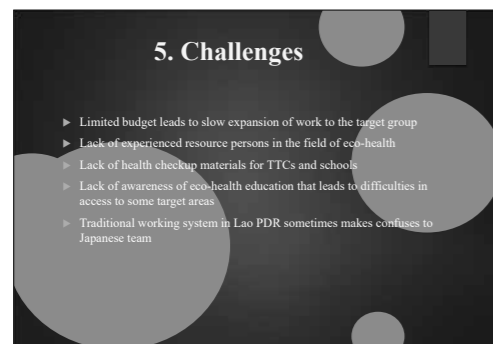 5. Challenges
▶ Limited budget leads to slow expansion of work to the target group
▶ Lack of experienced resource persons in the field of eco-health
▶ Lack of health checkup materials for TTCs and schools
▶ Lack of awareness of eco-health education that leads to difficulties in
access to some target areas
▶ Traditional working system in Lao PDR sometimes makes confuses to
Japanese team